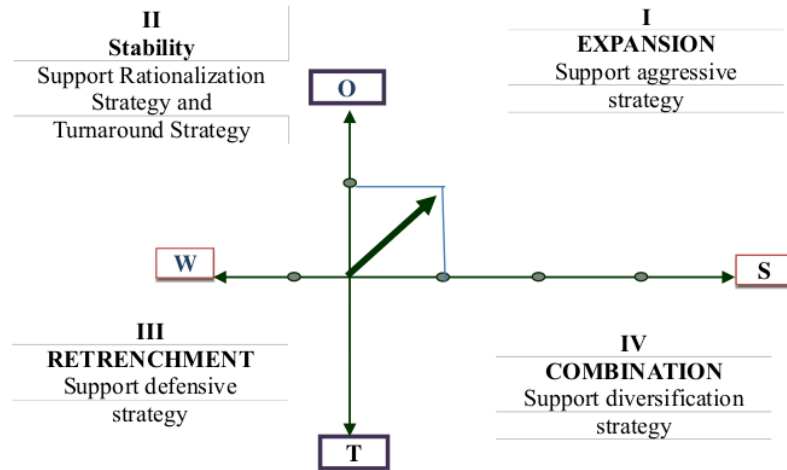 II
Stability
Support Rationalization
Strategy and
Turnaround Strategy
I
EXPANSION
Support aggressive
strategy
O
W
S
III
RETRENCHMENT
Support defensive
strategy
IV
COMBINATION
Support diversification
strategy
T